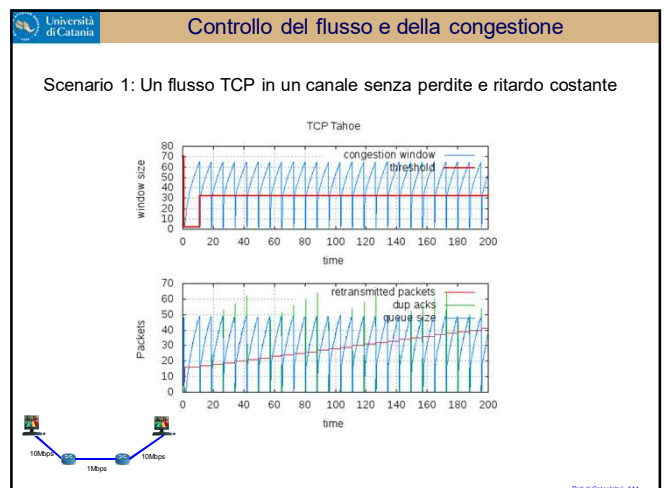 Università
di Catania
Controllo del flusso e della congestione
Scenario 1: Un flusso TCP in un canale senza perdite e ritardo costante
TCP Tahoe
congestion window
threshold
window size
80
70
60
50
40
30
20
10
0
0 20 40 60 80 100 120 140 160 180 200
time
retransmitted packets
dup acks
queue size
Packets
70
60
50
40
30
20
10
0
0 20 40 60 80 100 120 140 160 180 200
time
10Mbps
1Mbps
10Mbps